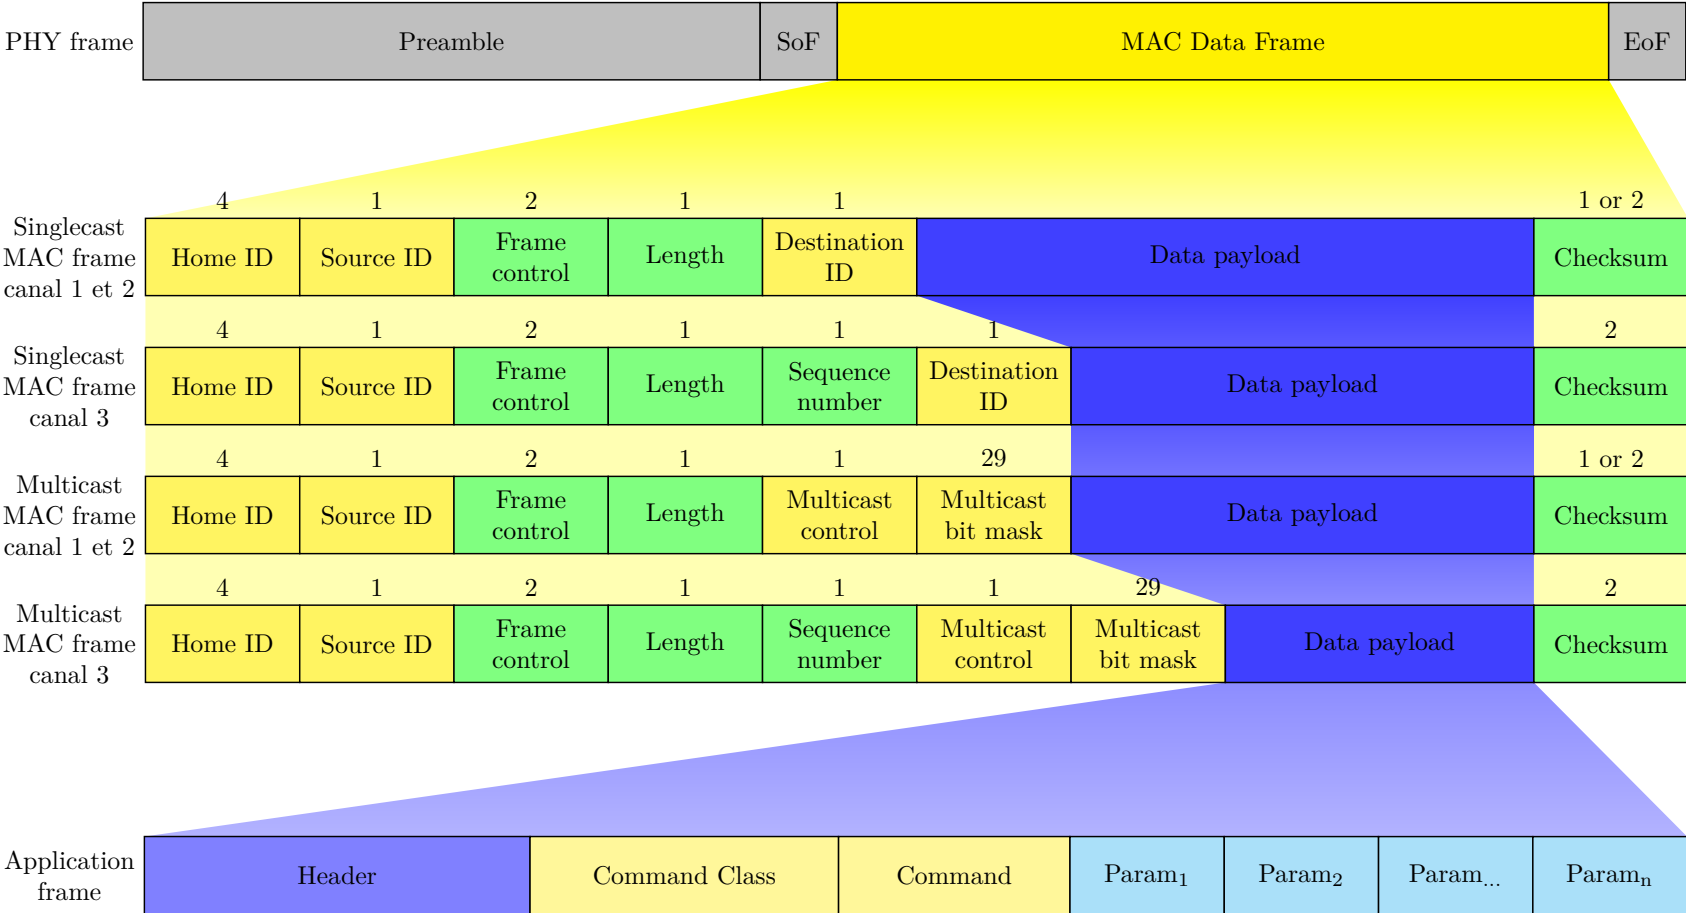 PHY frame Preamble SoF MAC Data Frame EoF
4 1 2 1 1 1 or 2
Singlecast
MAC frame
canal 1 et 2
Home ID Source ID Frame
control Length Destination
ID Data payload Checksum
4 1 2 1 1 1 2
Singlecast
MAC frame
canal 3
Home ID Source ID Frame
control Length Sequence
number Destination
ID Data payload Checksum
4 1 2 1 1 29 1 or 2
Multicast
MAC frame
canal 1 et 2
Home ID Source ID Frame
control Length Multicast
control Multicast
bit mask Data payload Checksum
4 1 2 1 1 1 29 2
Multicast
MAC frame
canal 3
Home ID Source ID Frame
control Length Sequence
number Multicast
control Multicast
bit mask Data payload Checksum
Application
frame
Header Command Class Command Param1 Param2 Param... Paramn